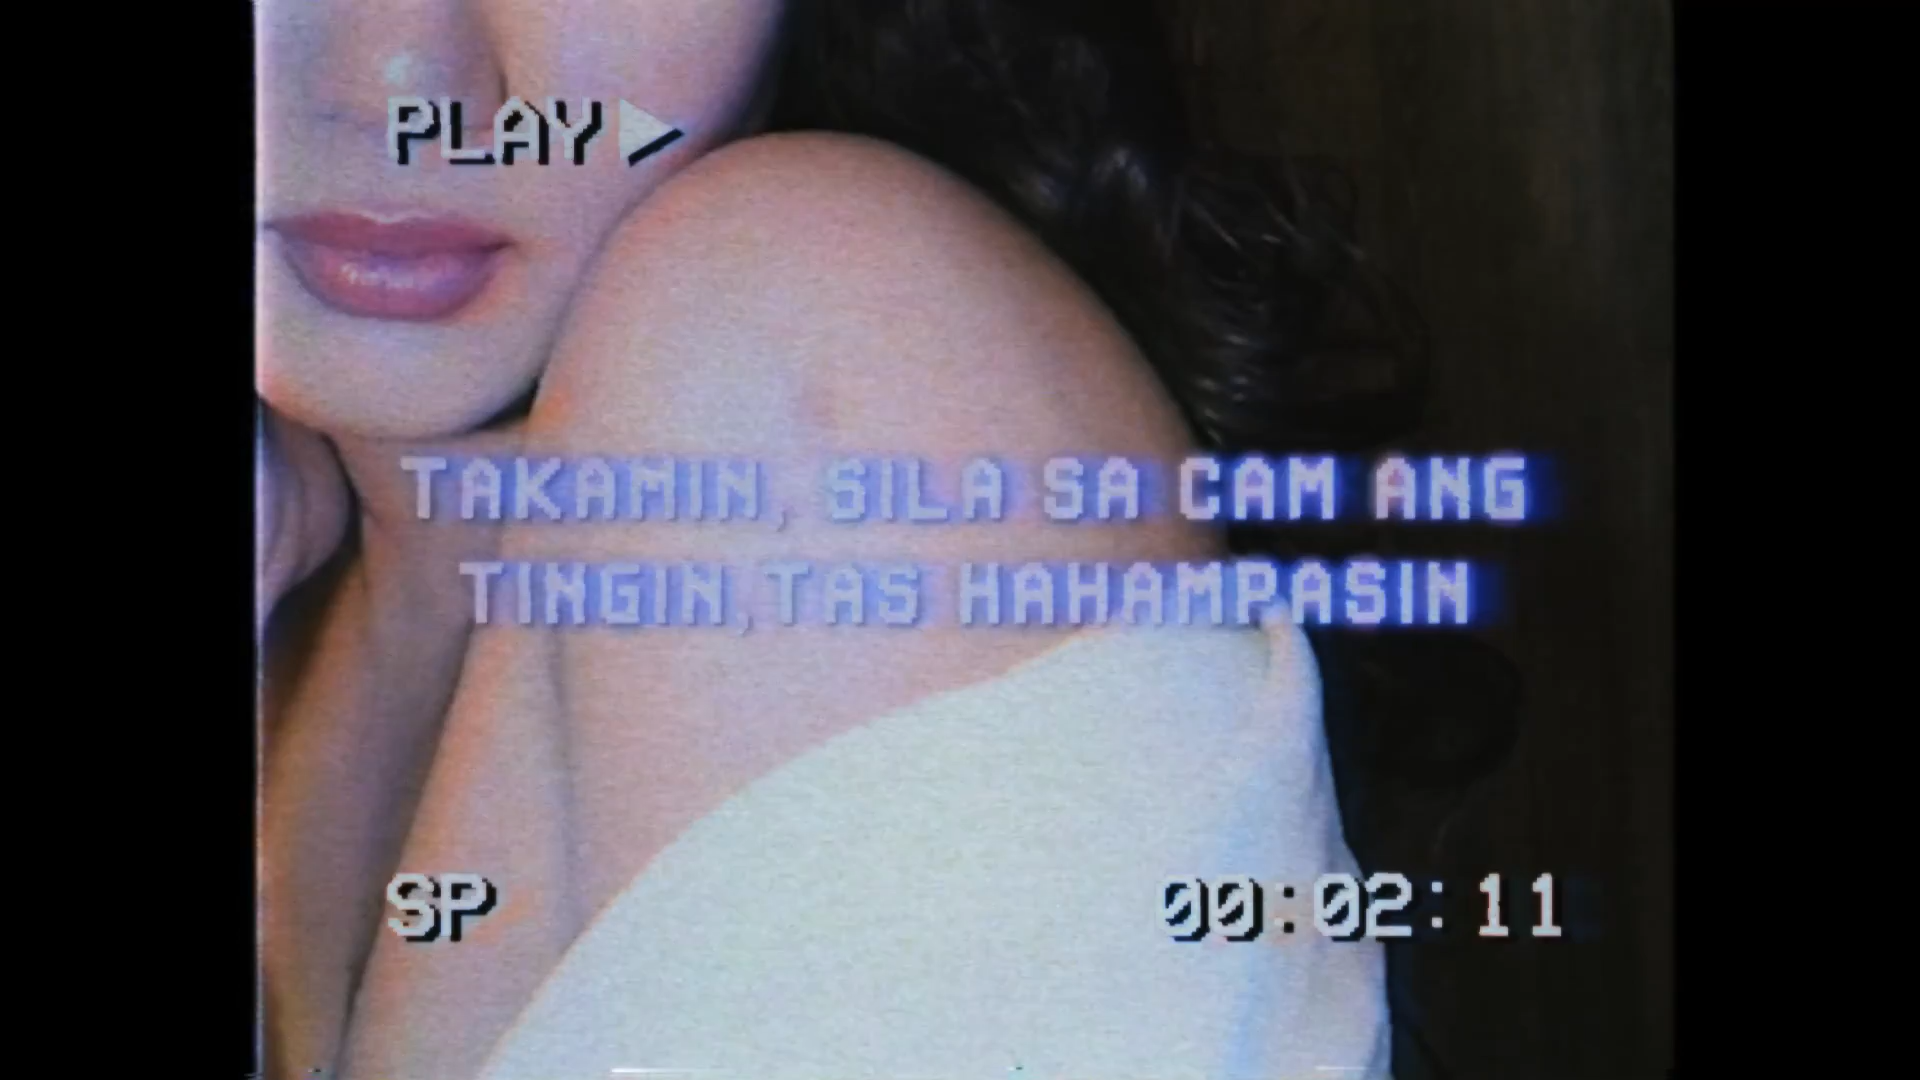 PLAY
TAKAMIN, SILA SA CAM ANG
TINGIN,TAS HAHAMPASIN
SP
00:02:11